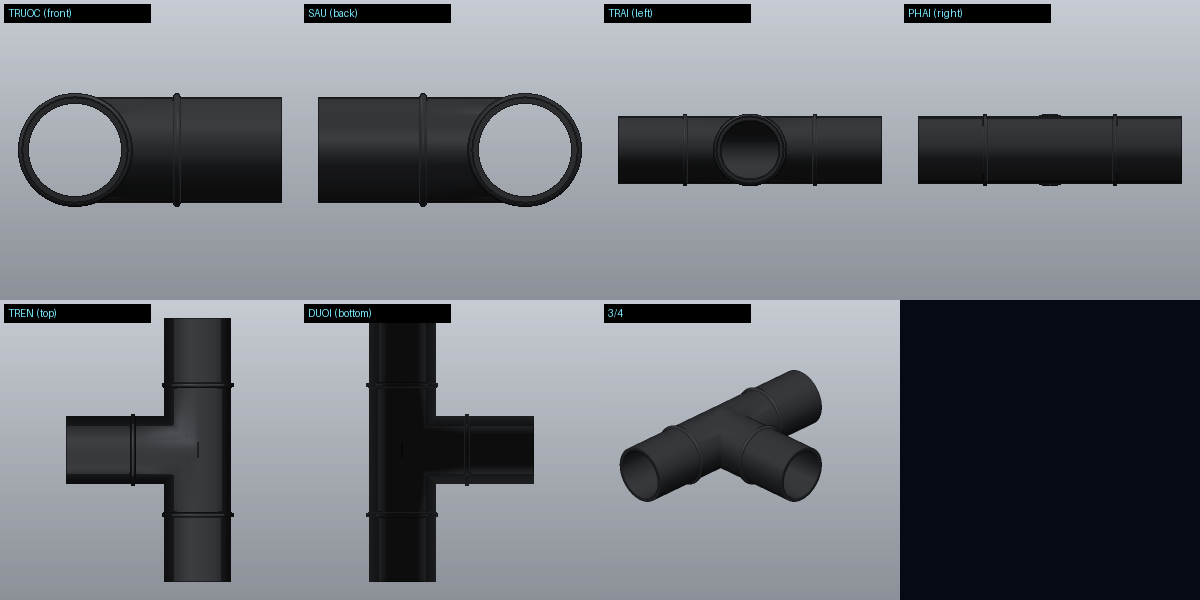 TRUOC (front)
SAU (back)
TRAI (left)
PHAI (right)
TREN (top)
DUOI (bottom)
3/4